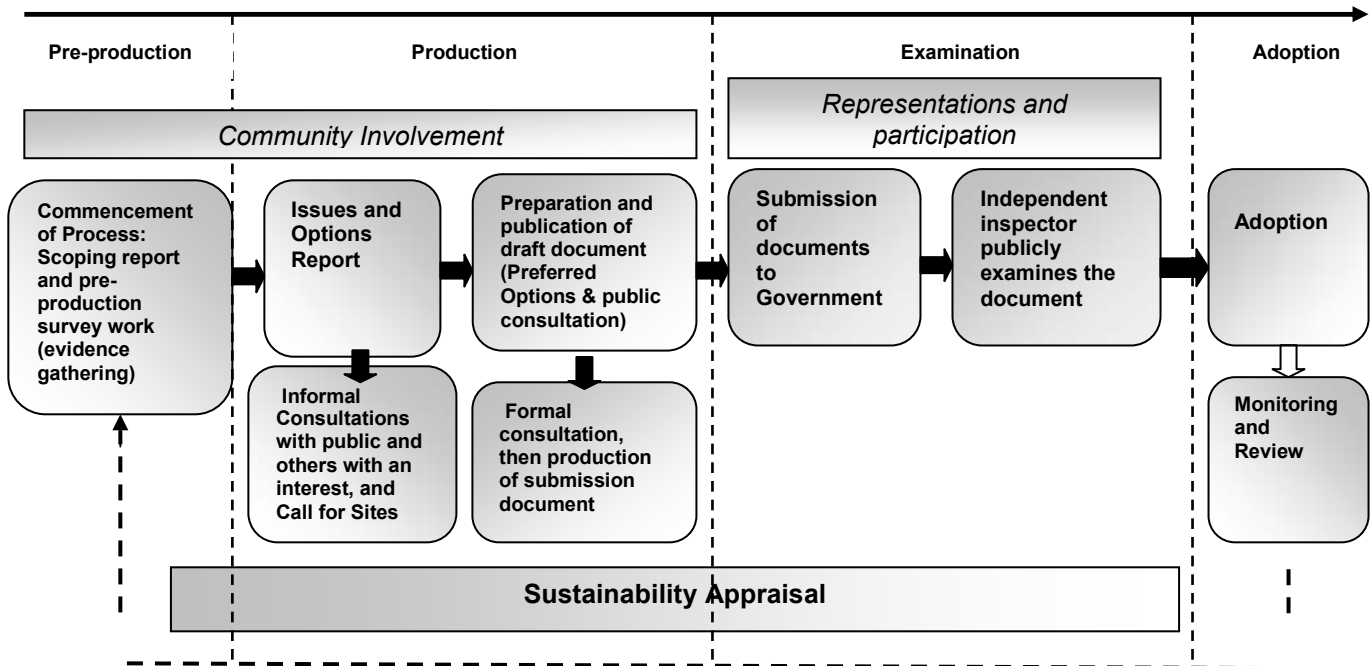 Pre-production
Production
Examination
Adoption
Community Involvement
Representations and
participation
Commencement
of Process:
Scoping report
and pre-
production
survey work
(evidence
gathering)
Issues and
Options
Report
Preparation and
publication of
draft document
(Preferred
Options & public
consultation)
Submission
of
documents
to
Government
Independent
inspector
publicly
examines the
document
Adoption
Informal
Consultations
with public and
others with an
interest, and
Call for Sites
Formal
consultation,
then production
of submission
document
Monitoring
and
Review
Sustainability Appraisal